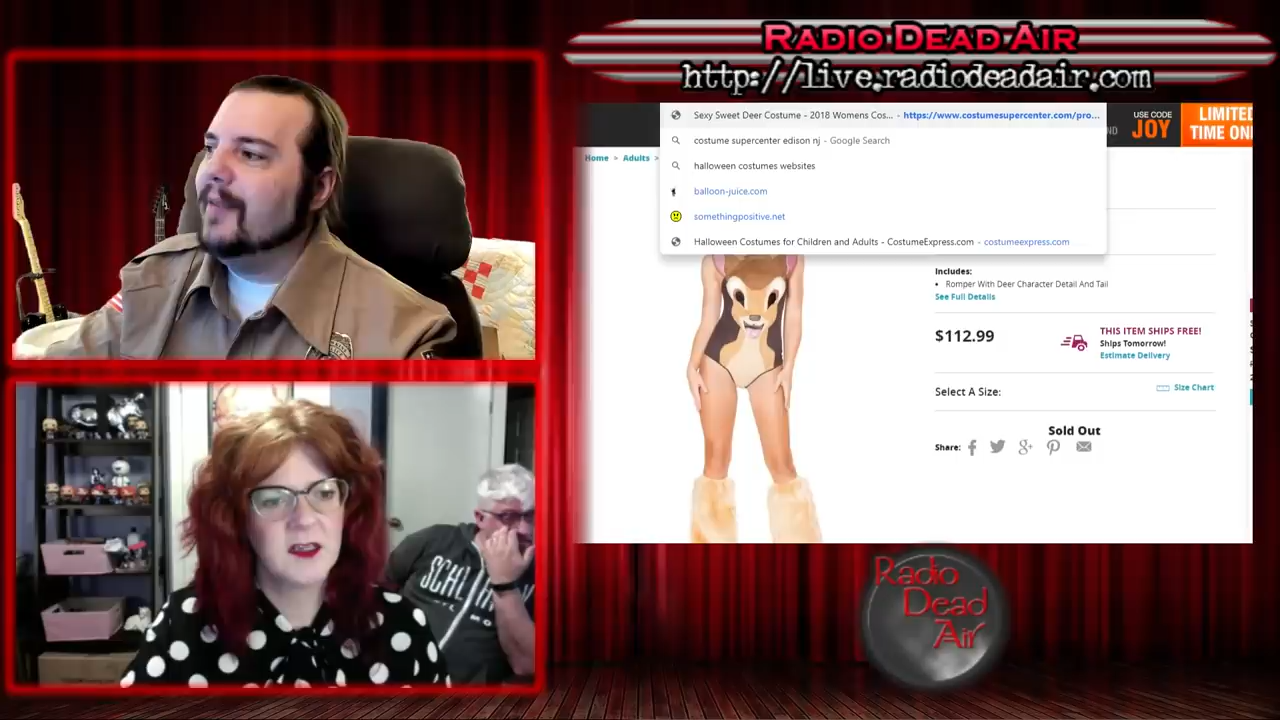 Radio Dead Air
http://live.radiodeadair.com
Sexy Sweet Deer Costume - 2018 Womens Cos... - https://www.costumesupercenter.com/pro...
costume supercenter edison nj - Google Search
halloween costumes websites
balloon-juice.com
somethingpositive.net
Halloween Costumes for Children and Adults - CostumeExpress.com - costumeexpress.com
USE CODE
JOY
LIMITE
TIME ON
Home > Adults >
Includes:
Romper With Deer Character Detail And Tail
See Full Details
$112.99
THIS ITEM SHIPS FREE!
Ships Tomorrow!
Estimate Delivery
Select A Size:
Size Chart
Sold Out
Share:
Radio
Dead
Air